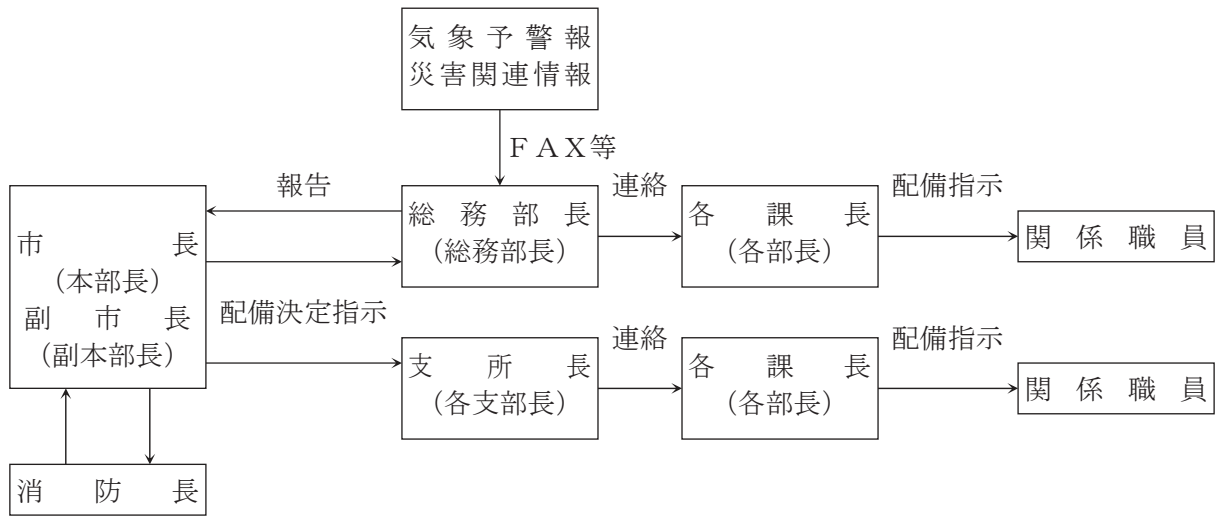 気象予警報
災害関連情報
ＦＡＸ等
報告
連絡
配備指示
市長
(本部長)
副市長
(副本部長)
総務部長
(総務部長)
各課長
(各部長)
関係職員
配備決定指示
連絡
配備指示
支所長
(各支部長)
各課長
(各部長)
関係職員
消防長